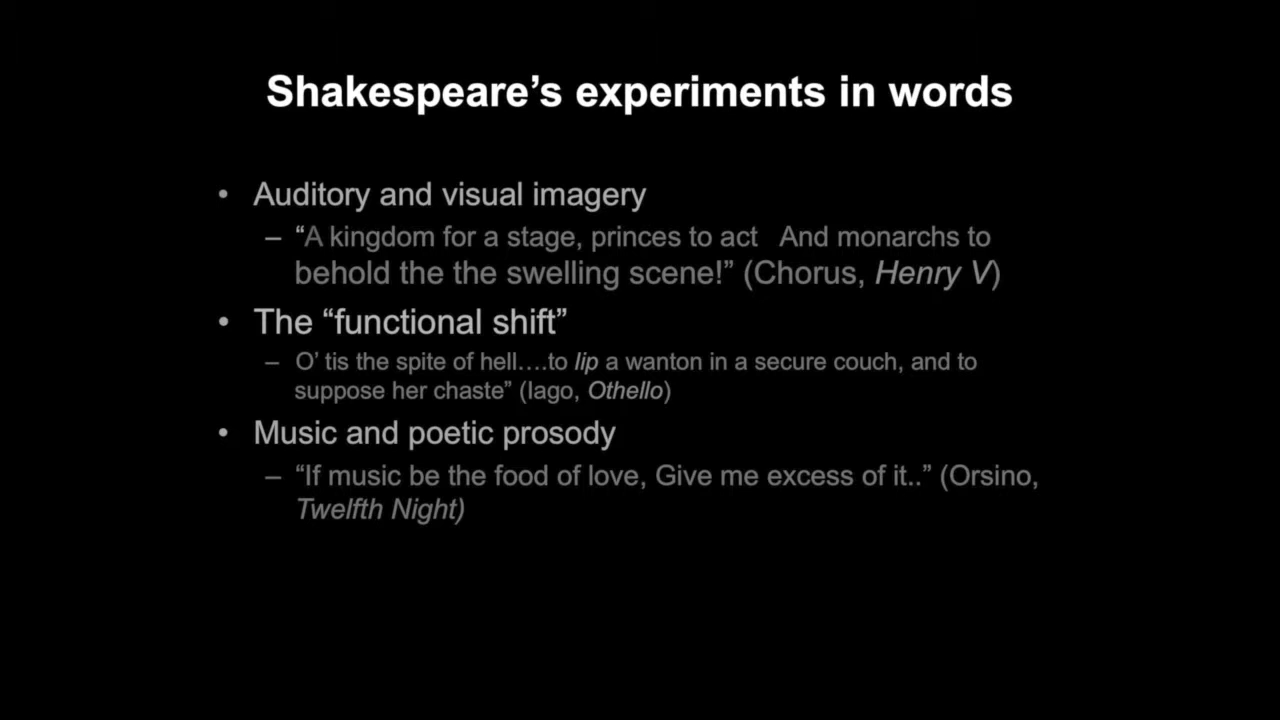 Shakespeare’s experiments in words
• Auditory and visual imagery
– “A kingdom for a stage, princes to act And monarchs to
behold the the swelling scene!” (Chorus, Henry V)
• The “functional shift”
– O’ tis the spite of hell….to lip a wanton in a secure couch, and to
suppose her chaste” (Iago, Othello)
• Music and poetic prosody
– “If music be the food of love, Give me excess of it..” (Orsino,
Twelfth Night)